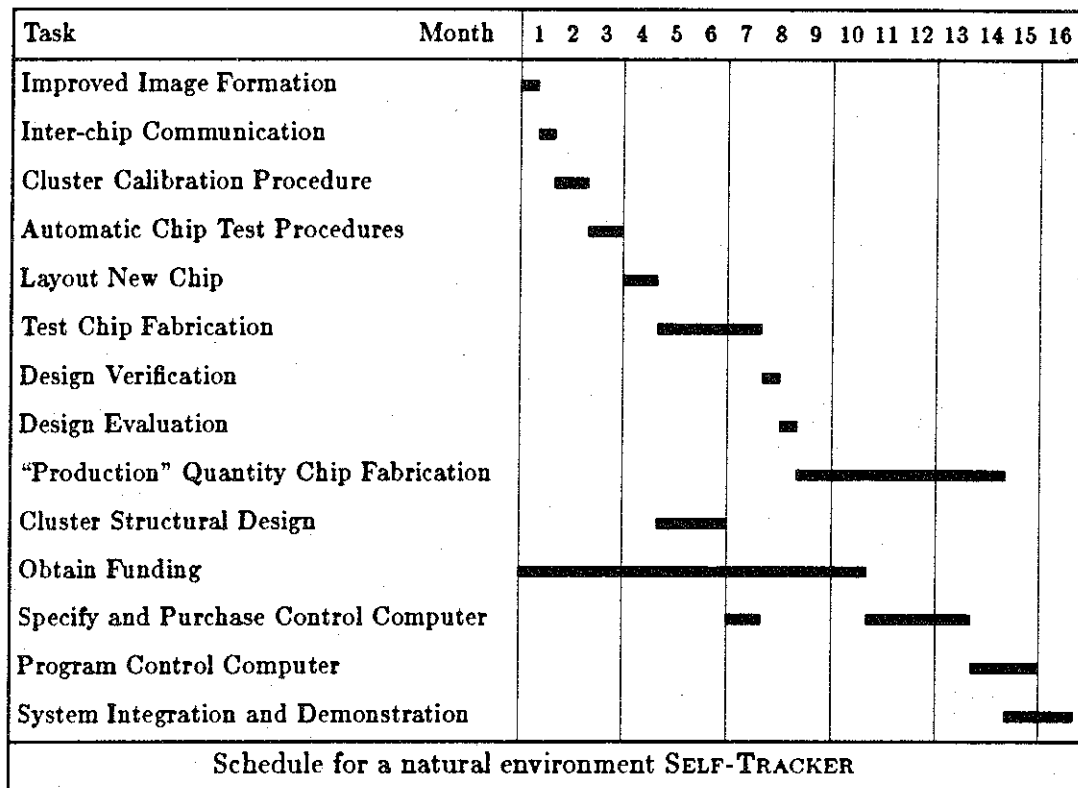 Task Month 1 2 3 4 5 6 7 8 9 10 11 12 13 14 15 16
Improved Image Formation
Inter-chip Communication
Cluster Calibration Procedure
Automatic Chip Test Procedures
Layout New Chip
Test Chip Fabrication
Design Verification
Design Evaluation
“Production” Quantity Chip Fabrication
Cluster Structural Design
Obtain Funding
Specify and Purchase Control Computer
Program Control Computer
System Integration and Demonstration
Schedule for a natural environment SELF-TRACKER